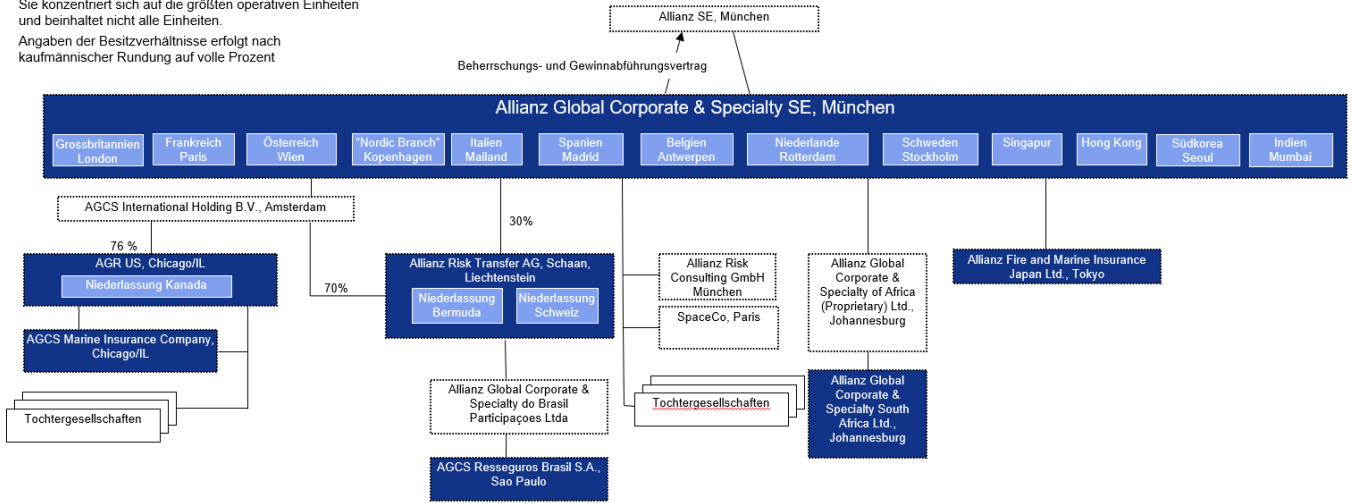 Sie konzentriert sich auf die größten operativen Einheiten
und beinhaltet nicht alle Einheiten.
Angaben der Besitzverhältnisse erfolgt nach
kaufmännischer Rundung auf volle Prozent
Allianz SE, München
Beherrschungs- und Gewinnabführungsvertrag
Allianz Global Corporate & Specialty SE, München
Grossbritannien
London
Frankreich
Paris
Österreich
Wien
"Nordic Branch"
Kopenhagen
Italien
Mailand
Spanien
Madrid
Belgien
Antwerpen
Niederlande
Rotterdam
Schweden
Stockholm
Singapur
Hong Kong
Südkorea
Seoul
Indien
Mumbai
AGCS International Holding B.V., Amsterdam
76 %
30%
70%
AGR US, Chicago/IL
Niederlassung Kanada
AGCS Marine Insurance Company,
Chicago/IL
Tochtergesellschaften
Allianz Risk Transfer AG, Schaan,
Liechtenstein
Niederlassung
Bermuda
Niederlassung
Schweiz
Allianz Global Corporate &
Specialty do Brasil
Participaçoes Ltda
AGCS Resseguros Brasil S.A.,
Sao Paulo
Allianz Risk
Consulting GmbH
München
SpaceCo, Paris
Tochtergesellschaften
Allianz Global
Corporate &
Specialty of Africa
(Proprietary) Ltd.,
Johannesburg
Allianz Global
Corporate &
Specialty South
Africa Ltd.,
Johannesburg
Allianz Fire and Marine Insurance
Japan Ltd., Tokyo